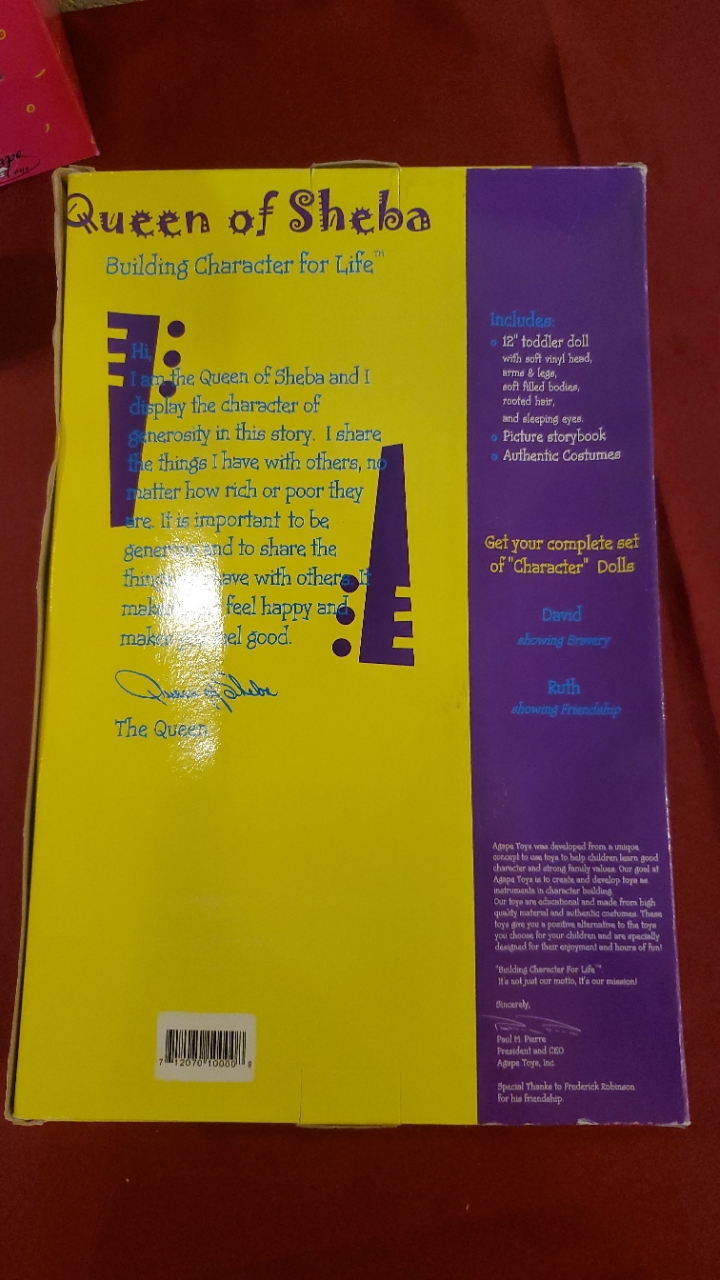 Queen of Sheba
Building Character for Life™
Hi,
I am the Queen of Sheba and I
display the character of
generosity in this story. I share
the things I have with others, no
matter how rich or poor they
are. It is important to be
generous and to share the
things have with others. It
makes feel happy and
makes feel good.
Queen of Sheba
The Queen
7 12070 10000 8
Includes:
12" toddler doll
with soft vinyl head,
arms & legs,
soft filled bodies,
rooted hair,
and sleeping eyes.
Picture storybook
Authentic Costumes
Get your complete set
of "Character" Dolls
David
showing Bravery
Ruth
showing Friendship
Agape Toys was developed from a unique
concept to use toys to help children learn good
character and strong family values. Our goal at
Agape Toys is to create and develop toys as
instruments in character building.
Our toys are educational and made from high
quality material and authentic costumes. These
toys give you a positive alternative to the toys
you choose for your children and are specially
designed for their enjoyment and hours of fun!
"Building Character For Life™"
It's not just our motto, it's our mission!
Sincerely,
Paul M. Pierre
President and CEO
Agape Toys, Inc.
Special Thanks to Frederick Robinson
for his friendship.